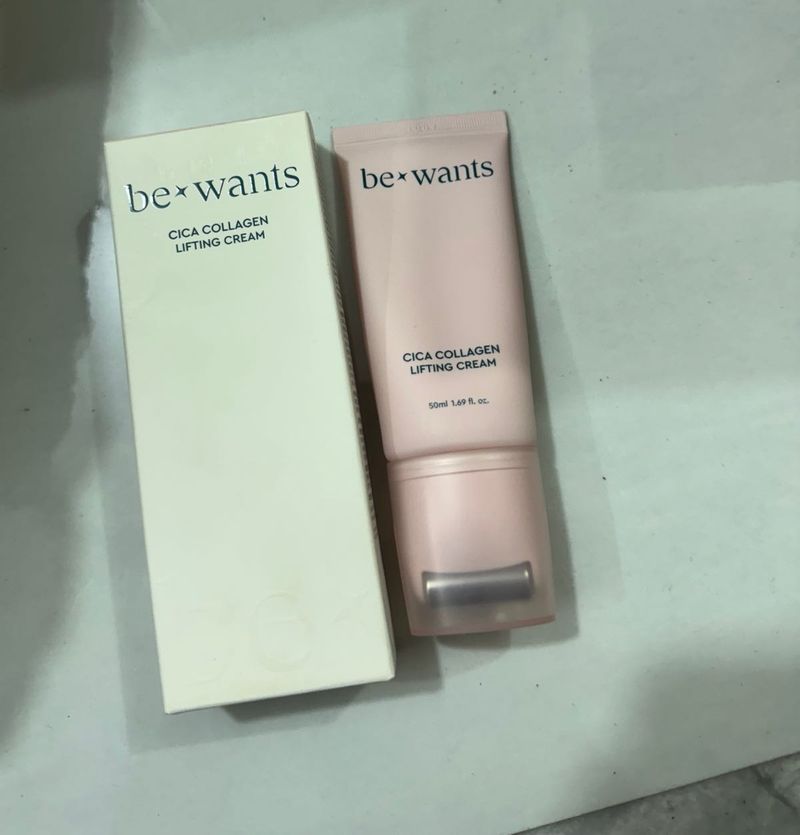 be wants
CICA COLLAGEN
LIFTING CREAM
be wants
CICA COLLAGEN
LIFTING CREAM
50ml 1.69 fl. oz.